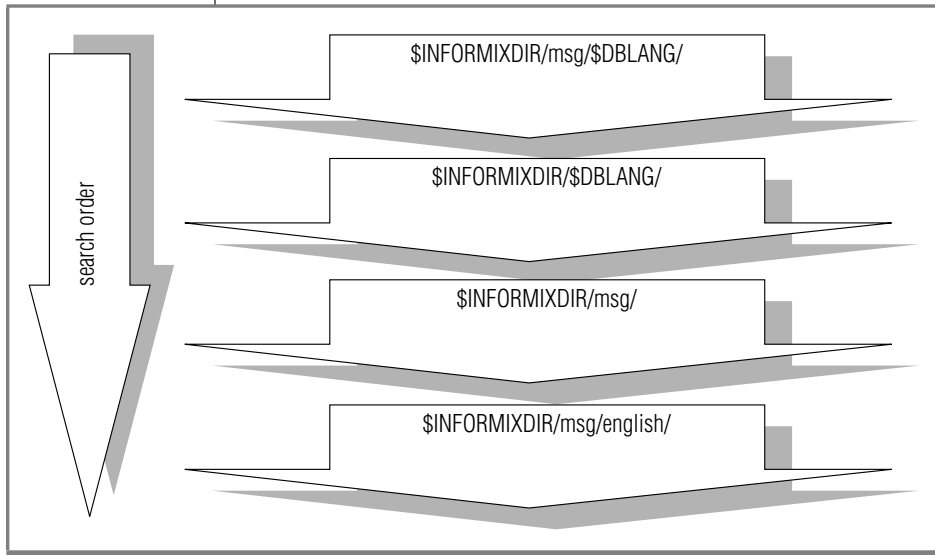 $INFORMIXDIR/msg/$DBLANG/
$INFORMIXDIR/$DBLANG/
search order
$INFORMIXDIR/msg/
$INFORMIXDIR/msg/english/